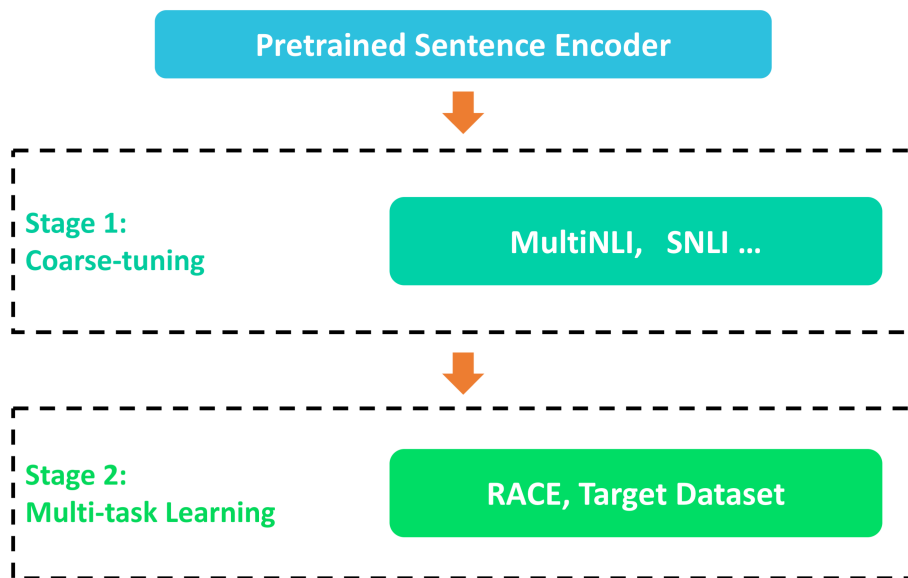 Pretrained Sentence Encoder
Stage 1:
Coarse-tuning
MultiNLI, SNLI ...
Stage 2:
Multi-task Learning
RACE, Target Dataset